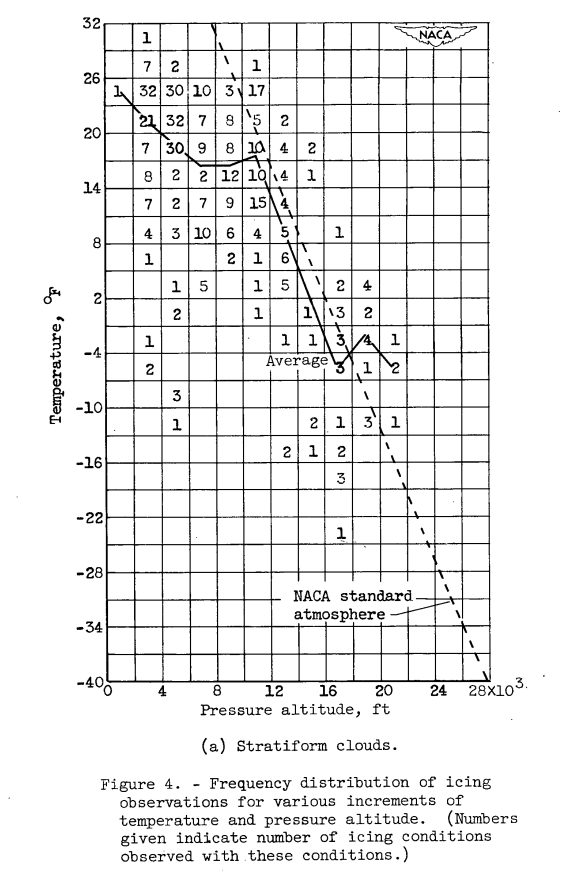 NACA
32
1
7 2 1
26
1 32 30 10 3 17
21 32 7 8 5 2
20
7 30 9 8 10 4 2
8 2 2 12 10 4 1
14
7 2 7 9 15 4
4 3 10 6 4 5 1
8
1 2 1 6
1 5 1 5 2 4
2
2 1 1 3 2
1 1 1 3 4 1
-4
Average
2 3 1 2
3
-10
1 2 1 3 1
2 1 2
-16
3
-22
1
-28
NACA standard
atmosphere
-34
-40
0 4 8 12 16 20 24 28X10³
Temperature, °F
Pressure altitude, ft
(a) Stratiform clouds.
Figure 4. - Frequency distribution of icing
observations for various increments of
temperature and pressure altitude. (Numbers
given indicate number of icing conditions
observed with these conditions.)